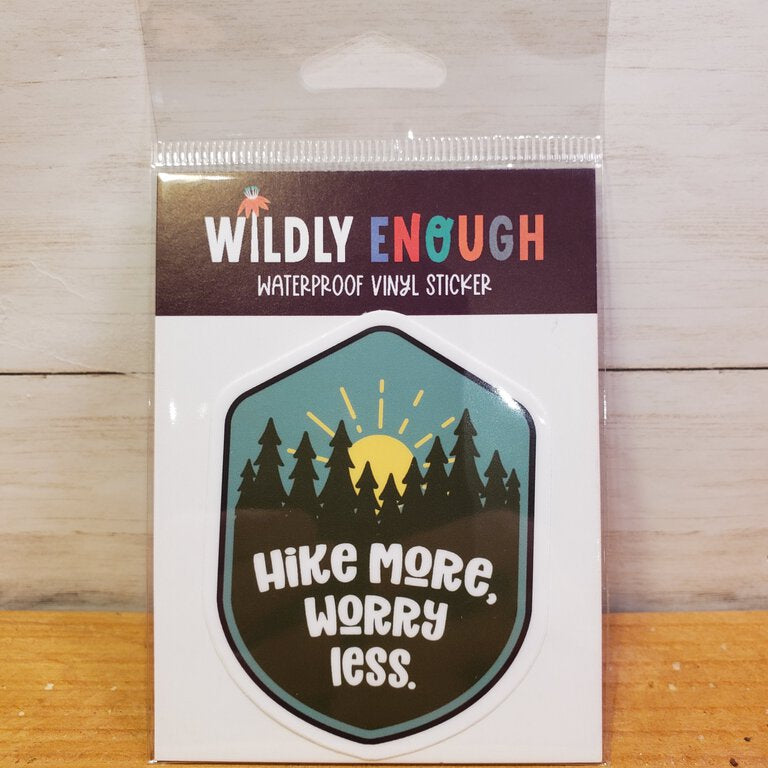 WILDLY ENOUGH
WATERPROOF VINYL STICKER
HiKe MoRe,
WoRRY
less.